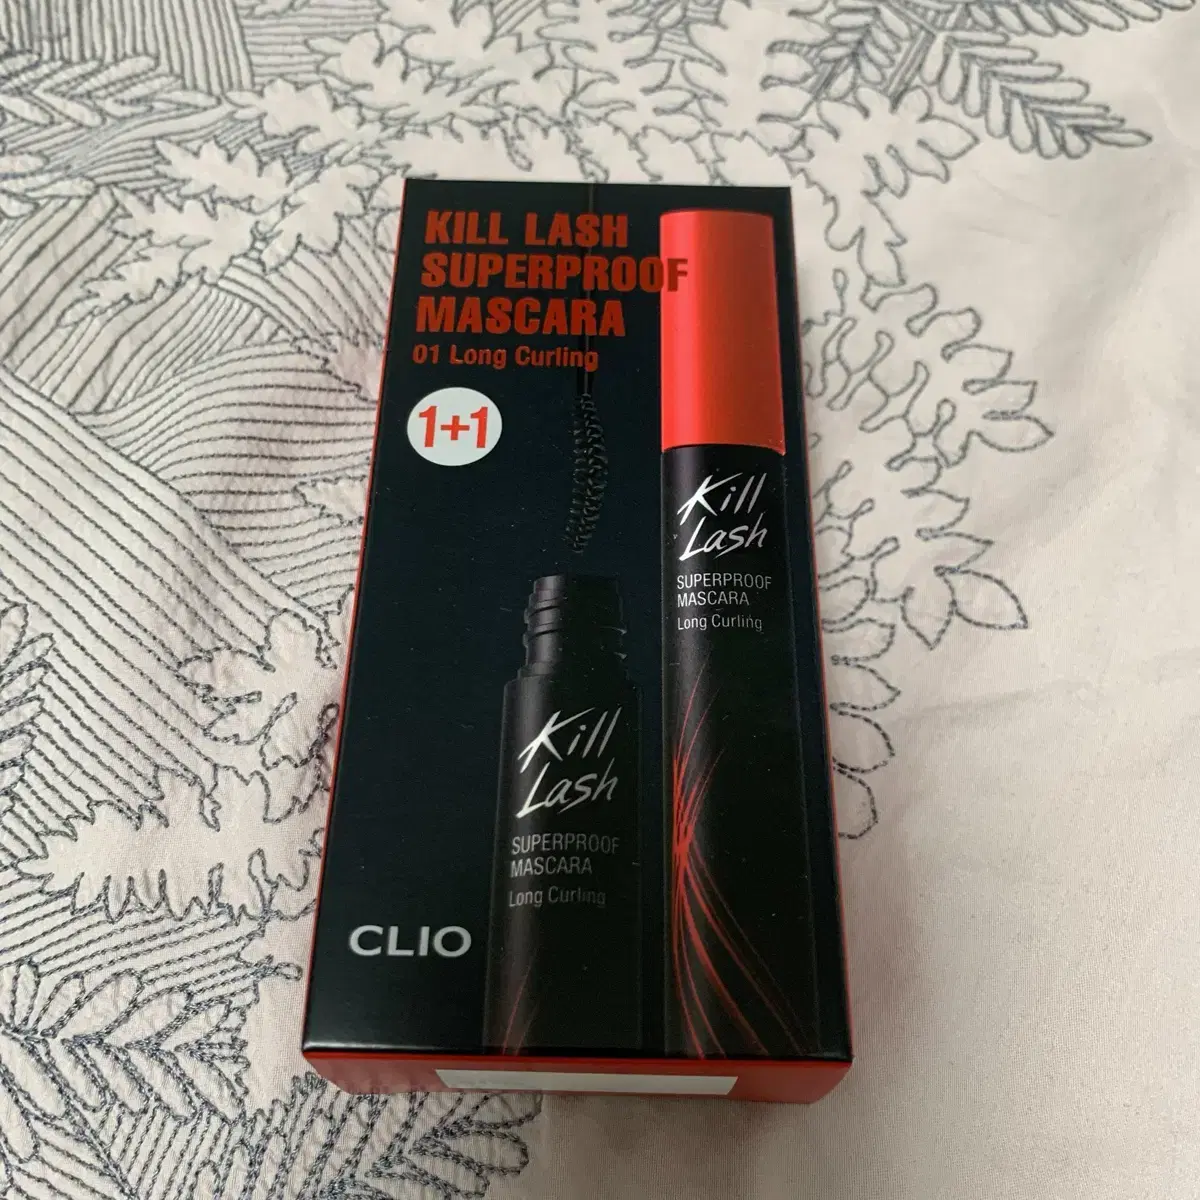 KILL LASH
SUPERPROOF
MASCARA
01 Long Curling
1+1
Kill
Lash
SUPERPROOF
MASCARA
Long Curling
Kill
Lash
SUPERPROOF
MASCARA
Long Curling
CLIO